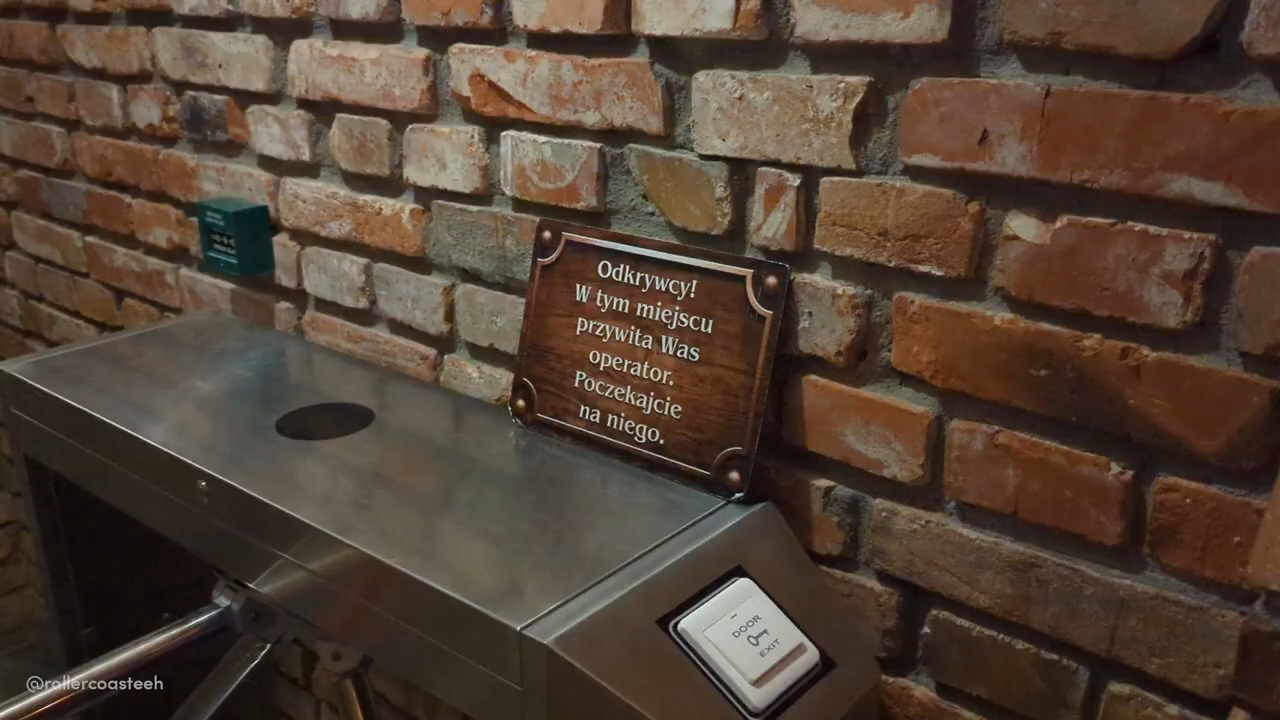 Odkrywcy!
W tym miejscu
przywita Was
operator.
Poczekajcie
na niego.
DOOR
EXIT
@rollercoasteeh